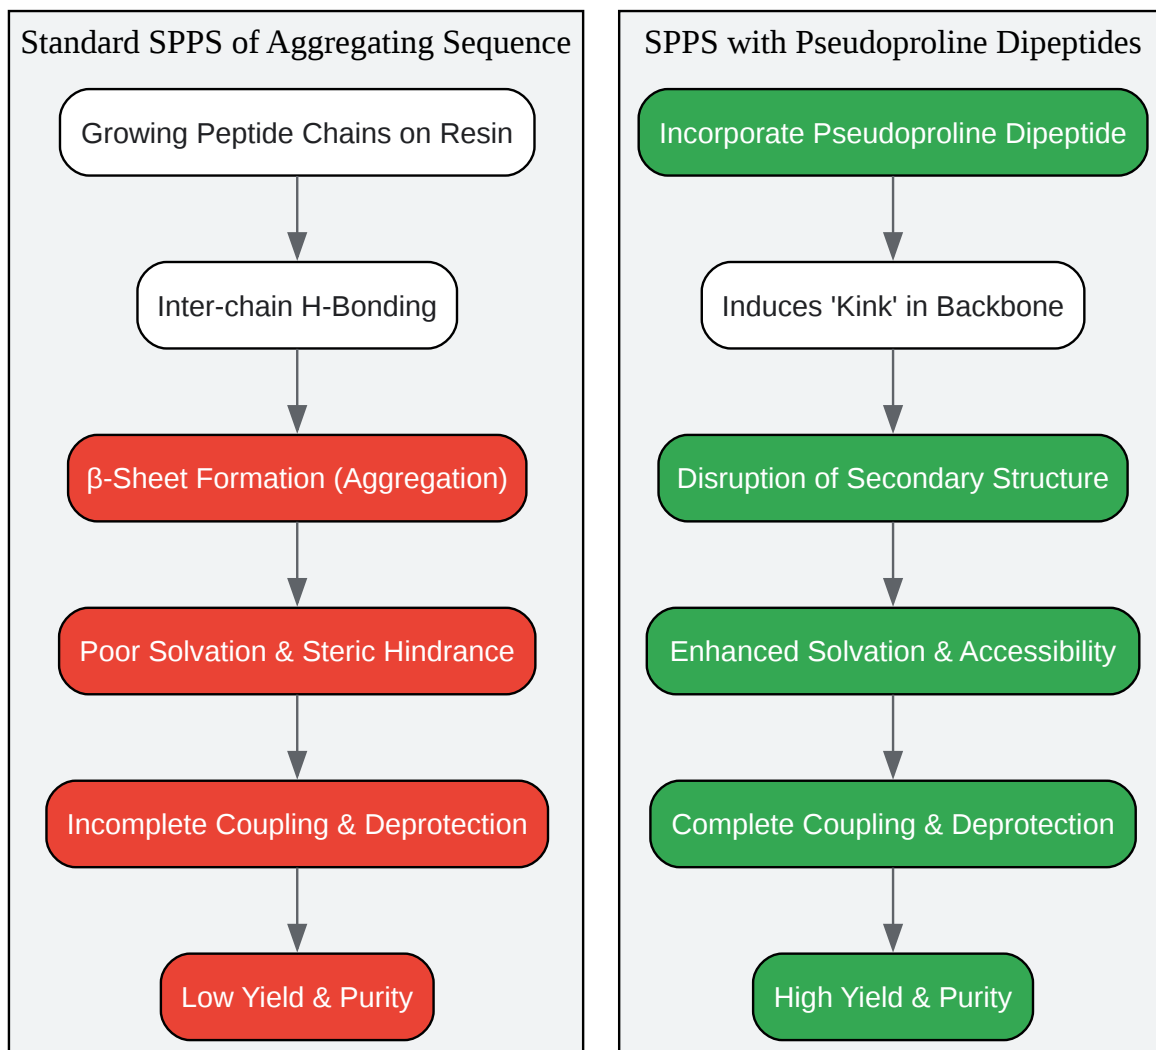 Standard SPPS of Aggregating Sequence
Growing Peptide Chains on Resin
Inter-chain H-Bonding
β-Sheet Formation (Aggregation)
Poor Solvation & Steric Hindrance
Incomplete Coupling & Deprotection
Low Yield & Purity
SPPS with Pseudoproline Dipeptides
Incorporate Pseudoproline Dipeptide
Induces 'Kink' in Backbone
Disruption of Secondary Structure
Enhanced Solvation & Accessibility
Complete Coupling & Deprotection
High Yield & Purity